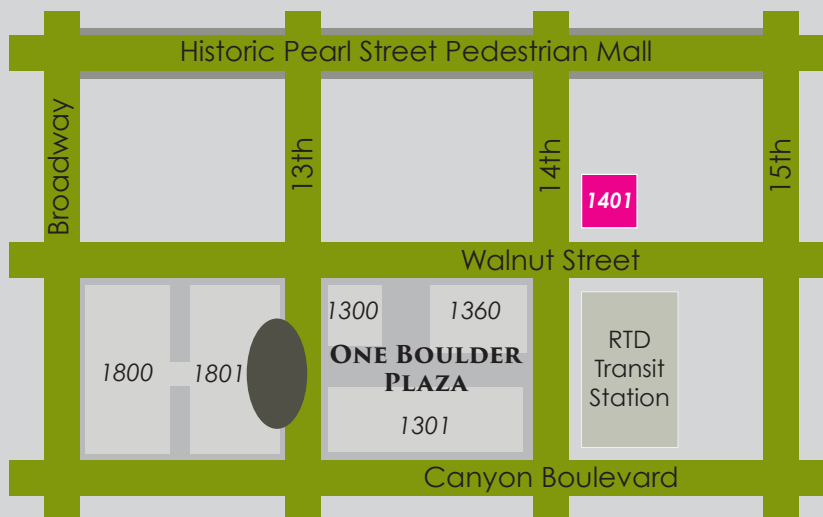 Historic Pearl Street Pedestrian Mall
Broadway
13th
14th
15th
1401
Walnut Street
1300
1360
1800
1801
ONE BOULDER
PLAZA
1301
RTD
Transit
Station
Canyon Boulevard